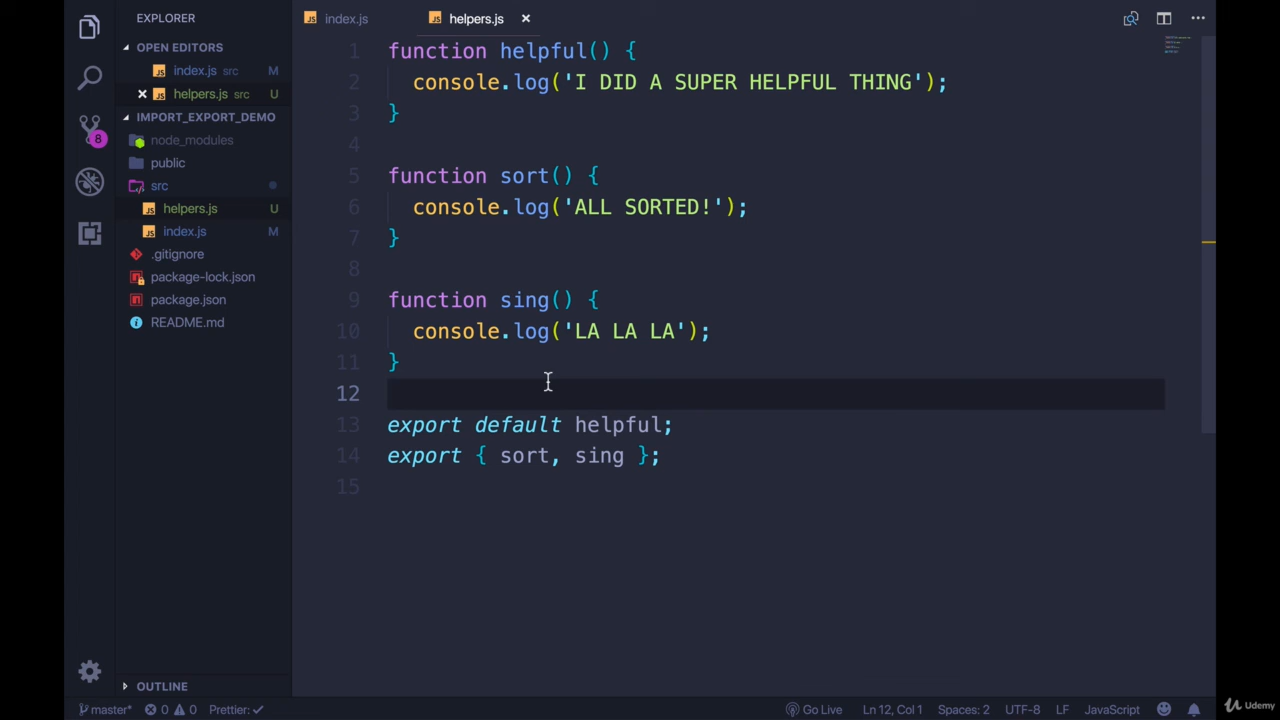 EXPLORER
OPEN EDITORS
index.js src M
helpers.js src U
IMPORT_EXPORT_DEMO
node_modules
public
src
helpers.js U
index.js M
.gitignore
package-lock.json
package.json
README.md
OUTLINE
8
index.js helpers.js
1 function helpful() {
2 console.log('I DID A SUPER HELPFUL THING');
3 }
4
5 function sort() {
6 console.log('ALL SORTED!');
7 }
8
9 function sing() {
10 console.log('LA LA LA');
11 }
12
13 export default helpful;
14 export { sort, sing };
15
master* 0 0 Prettier: ✓ Go Live Ln 12, Col 1 Spaces: 2 UTF-8 LF JavaScript
Udemy